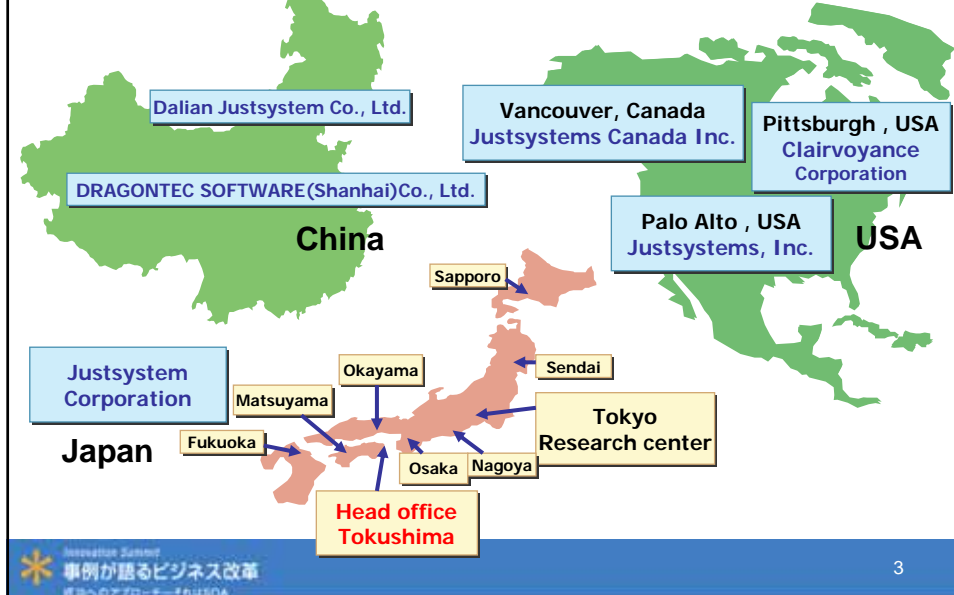 Dalian Justsystem Co., Ltd.
DRAGONTEC SOFTWARE(Shanhai)Co., Ltd.
China
Vancouver, Canada
Justsystems Canada Inc.
Pittsburgh , USA
Clairvoyance
Corporation
Palo Alto , USA
Justsystems, Inc.
USA
Sapporo
Sendai
Okayama
Matsuyama
Fukuoka
Justsystem
Corporation
Japan
Tokyo
Research center
Osaka
Nagoya
Head office
Tokushima
Innovation Summit
事例が語るビジネス改革
3